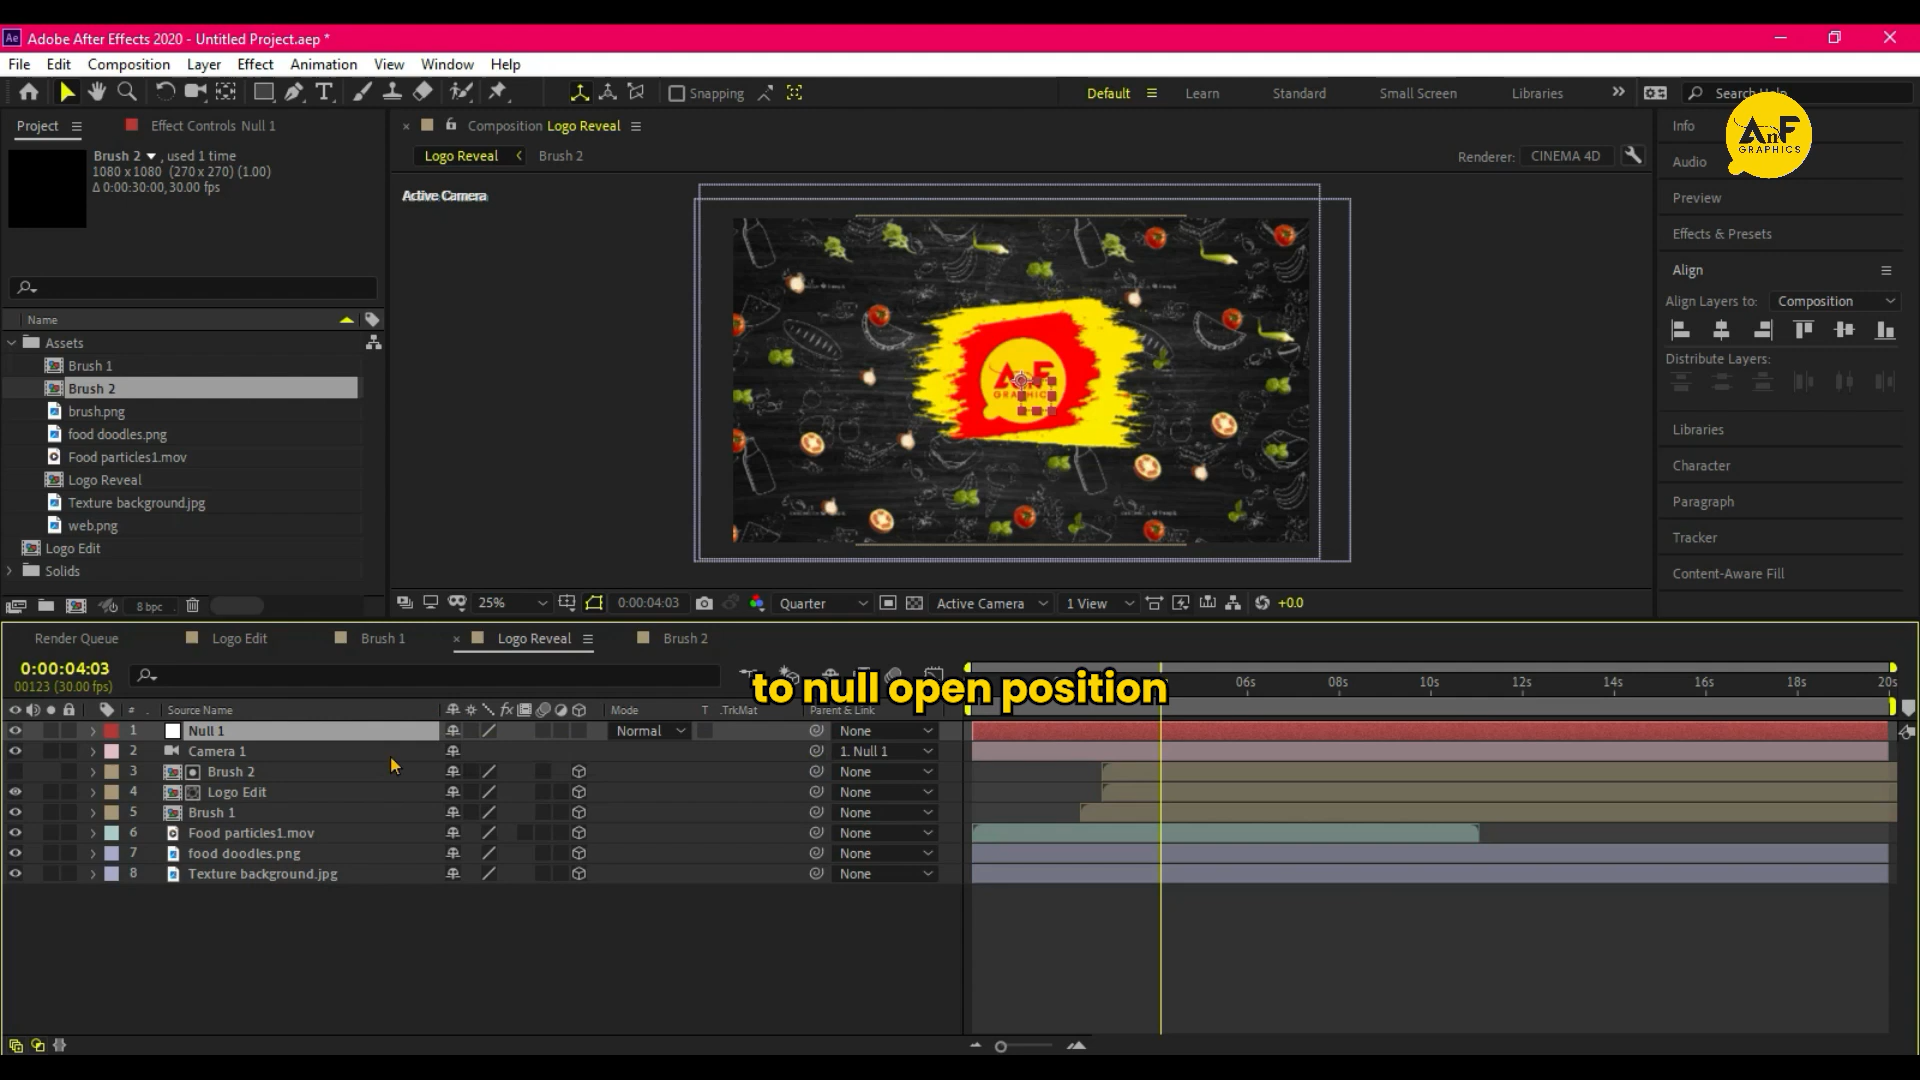 Ae Adobe After Effects 2020 - Untitled Project.aep *
File Edit Composition Layer Effect Animation View Window Help
Snapping
Default Learn Standard Small Screen Libraries Search Help
AnF
GRAPHICS
Project Effect Controls Null 1
Brush 2 , used 1 time
1080 x 1080 (270 x 270) (1.00)
Δ 0:00:30:00, 30.00 fps
Composition Logo Reveal
Logo Reveal Brush 2
Renderer: CINEMA 4D
Active Camera
AnF
Info
Audio
Preview
Effects & Presets
Align
Align Layers to: Composition
Distribute Layers:
Libraries
Character
Paragraph
Tracker
Content-Aware Fill
Name
Assets
Brush 1
Brush 2
brush.png
food doodles.png
Food particles1.mov
Logo Reveal
Texture background.jpg
web.png
Logo Edit
Solids
8 bpc
25% 0:00:04:03 Quarter Active Camera 1 View +0.0
Render Queue Logo Edit Brush 1 Logo Reveal Brush 2
0:00:04:03
00123 (30.00 fps)
to null open position
06s 08s 10s 12s 14s 16s 18s 20s
# Source Name Mode T .TrkMat Parent & Link
1 Null 1 Normal None
2 Camera 1 1. Null 1
3 Brush 2 None
4 Logo Edit None
5 Brush 1 None
6 Food particles1.mov None
7 food doodles.png None
8 Texture background.jpg None